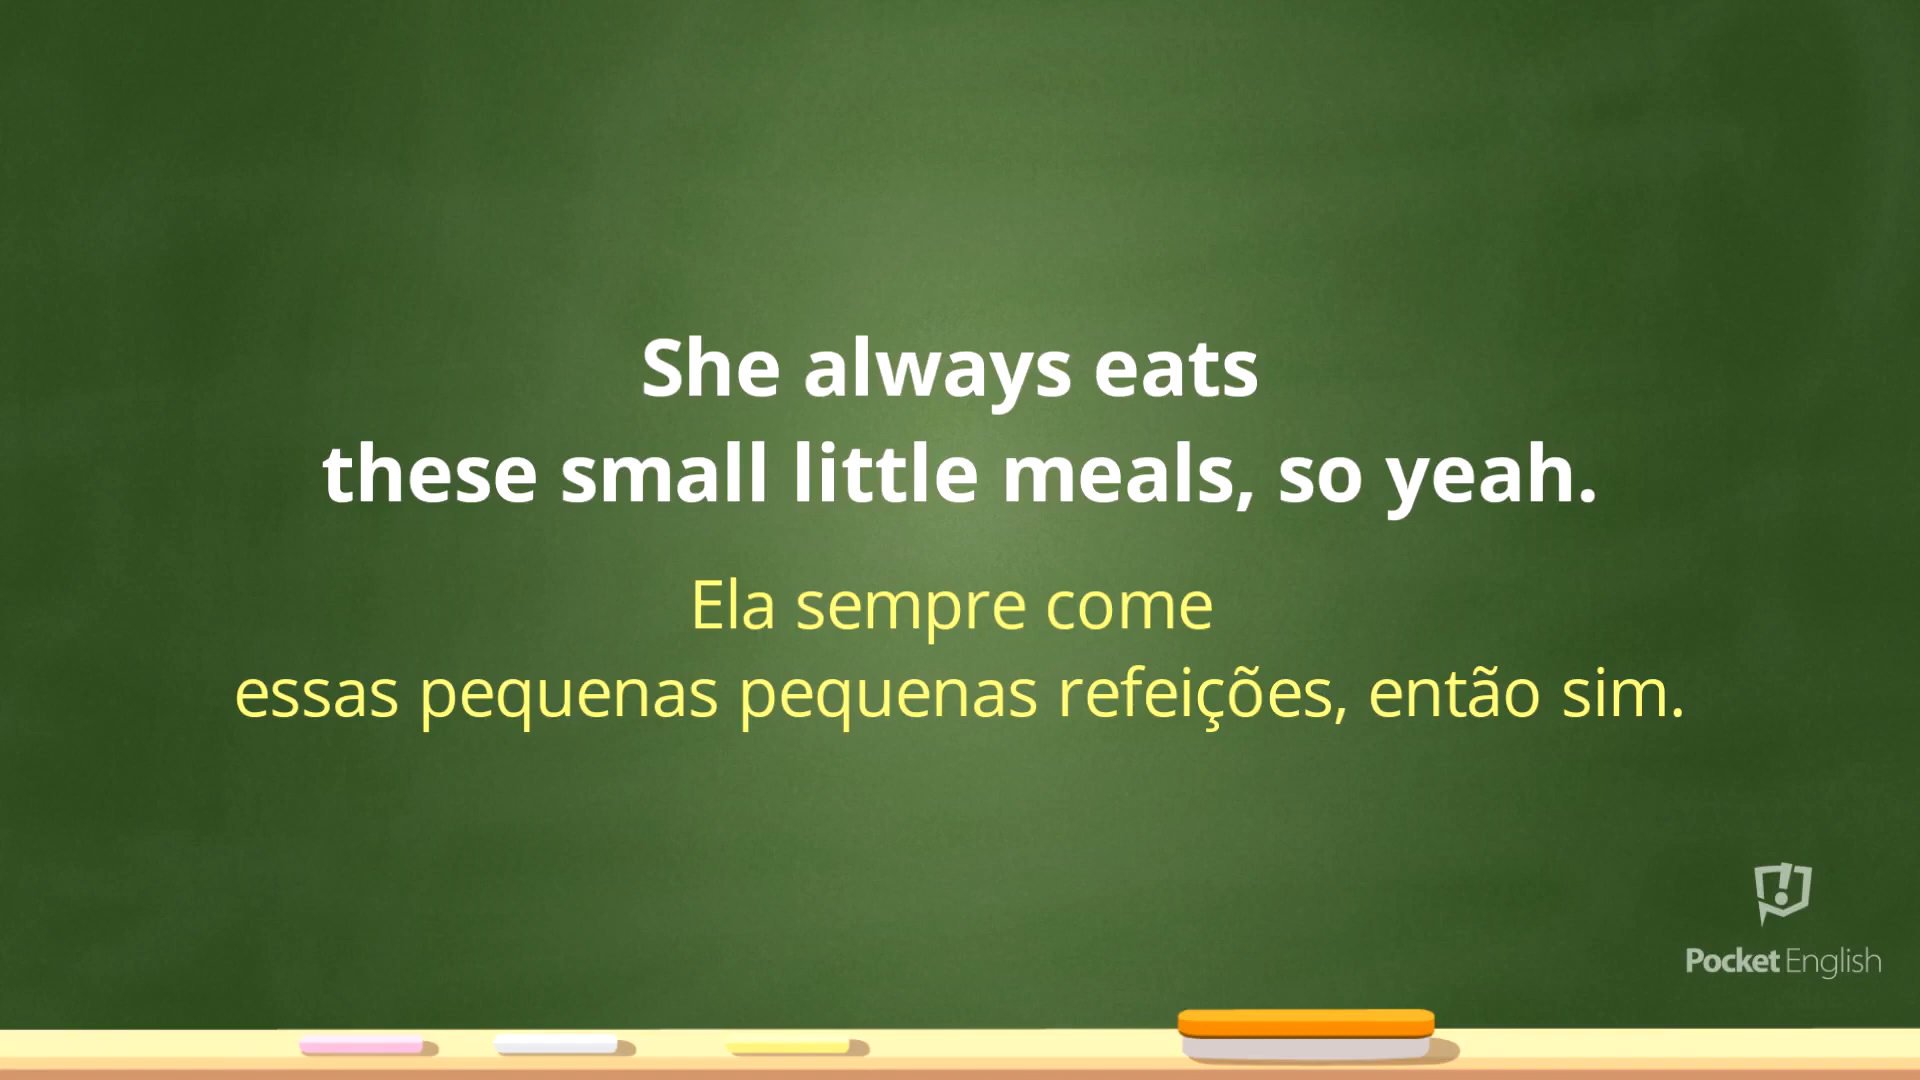 She always eats
these small little meals, so yeah.
Ela sempre come
essas pequenas pequenas refeições, então sim.
Pocket English